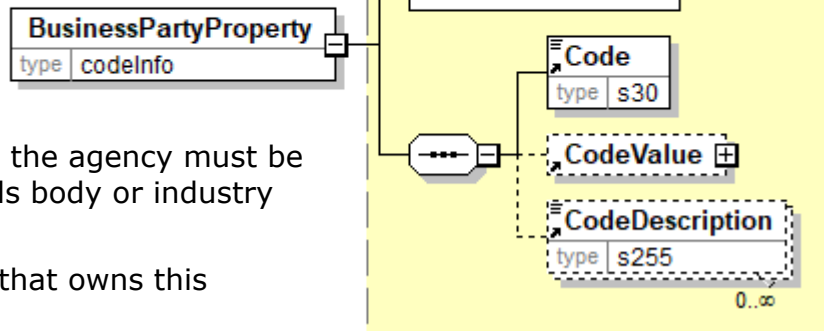 BusinessPartyProperty
type codeInfo
Code
type s30
the agency must be
CodeValue
ls body or industry
CodeDescription
type s255
that owns this
0..∞